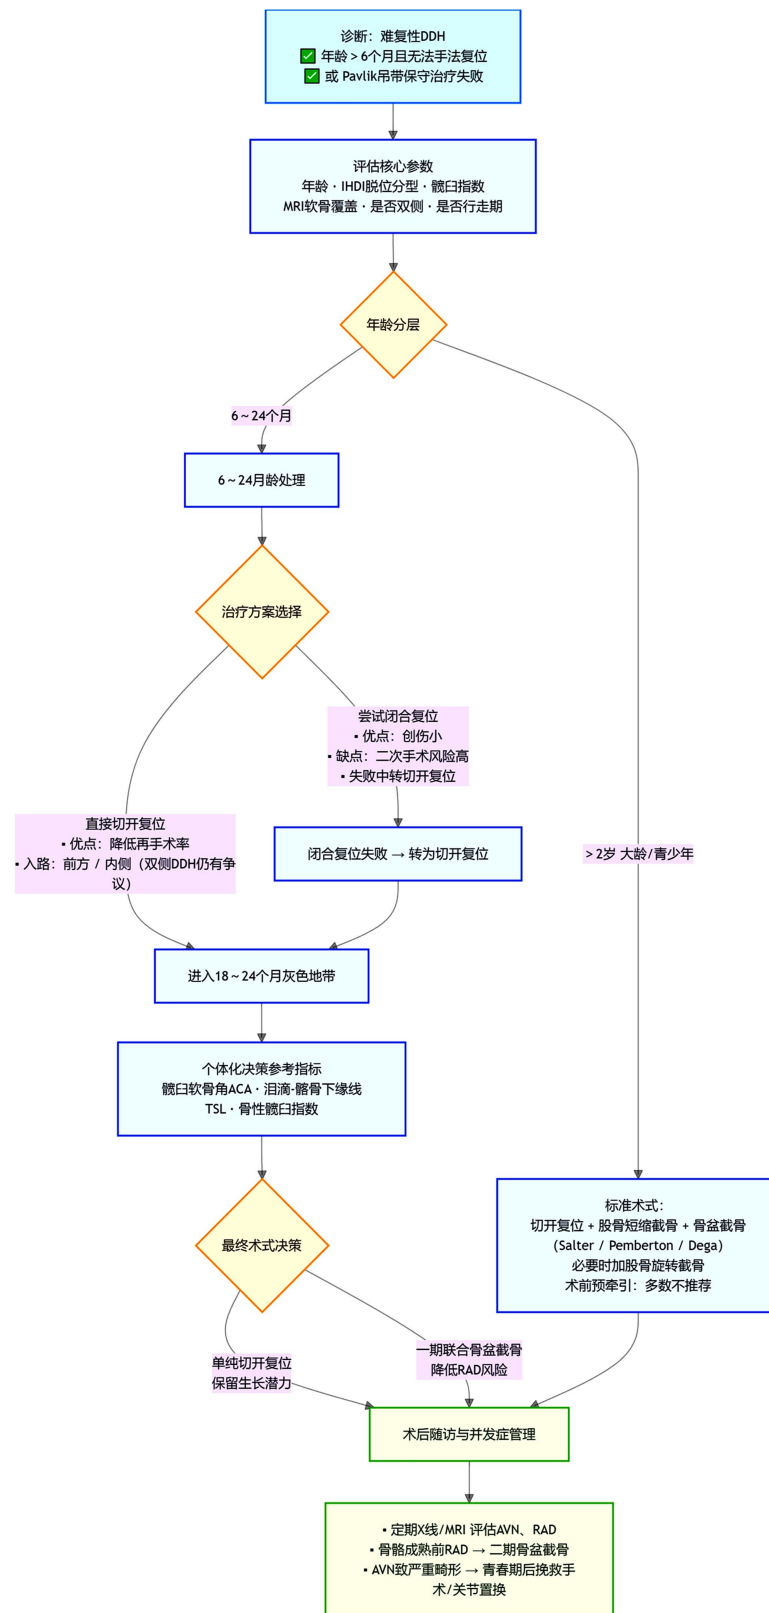 诊断：难复性DDH
✅ 年龄＞6个月且无法手法复位
✅ 或 Pavlik吊带保守治疗失败
评估核心参数
年龄·IHDI脱位分型·髋臼指数
MRI软骨覆盖·是否双侧·是否行走期
年龄分层
6～24个月
6～24月龄处理
治疗方案选择
尝试闭合复位
▪ 优点：创伤小
▪ 缺点：二次手术风险高
▪ 失败中转切开复位
直接切开复位
▪ 优点：降低再手术率
▪ 入路：前方 / 内侧（双侧DDH仍有争
议）
闭合复位失败 → 转为切开复位
＞2岁 大龄/青少年
进入18～24个月灰色地带
个体化决策参考指标
髋臼软骨角ACA·泪滴-髂骨下缘线
TSL·骨性髋臼指数
最终术式决策
标准术式：
切开复位 + 股骨短缩截骨 + 骨盆截骨
（Salter / Pemberton / Dega）
必要时加股骨旋转截骨
术前预牵引：多数不推荐
单纯切开复位
保留生长潜力
一期联合骨盆截骨
降低RAD风险
术后随访与并发症管理
▪ 定期X线/MRI 评估AVN、RAD
▪ 骨骼成熟前RAD → 二期骨盆截骨
▪ AVN致严重畸形 → 青春期后挽救手
术/关节置换